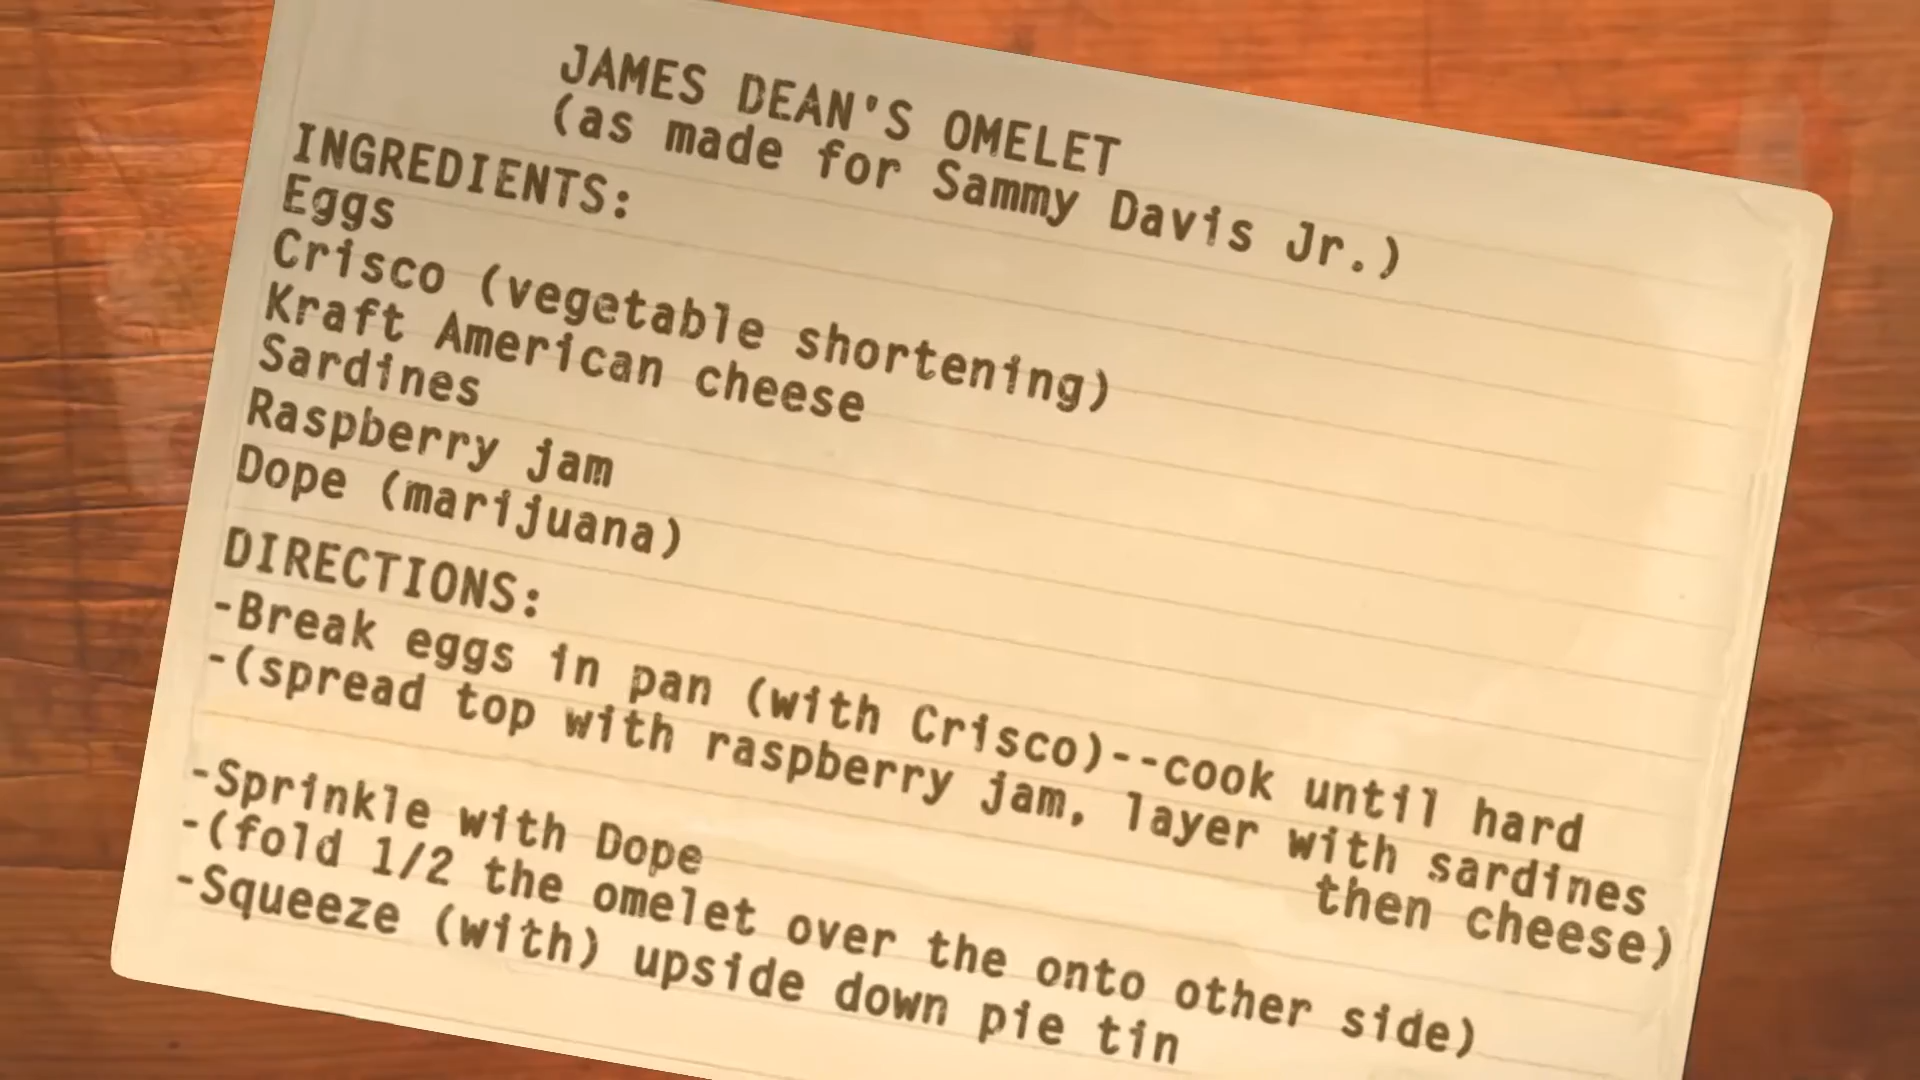 JAMES DEAN'S OMELET
(as made for Sammy Davis Jr.)
INGREDIENTS:
Eggs
Crisco (vegetable shortening)
Kraft American cheese
Sardines
Raspberry jam
Dope (marijuana)
DIRECTIONS:
-Break eggs in pan (with Crisco)--cook until hard
-(spread top with raspberry jam, layer with sardines
then cheese)
-Sprinkle with Dope
-(fold 1/2 the omelet over the onto other side)
-Squeeze (with) upside down pie tin